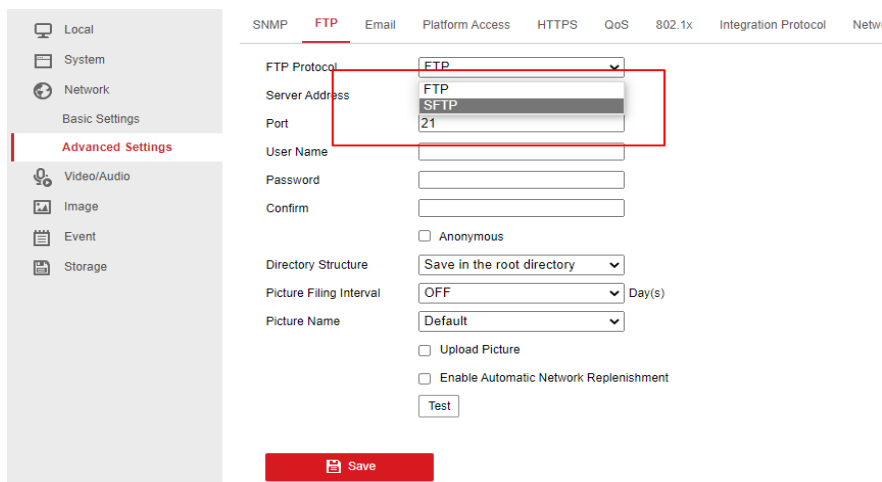 Local
System
Network
Basic Settings
Advanced Settings
Video/Audio
Image
Event
Storage
SNMP FTP Email Platform Access HTTPS QoS 802.1x Integration Protocol
FTP Protocol FTP
FTP
Server Address
SFTP
Port 21
User Name
Password
Confirm
Anonymous
Directory Structure Save in the root directory
Picture Filing Interval OFF Day(s)
Picture Name Default
Upload Picture
Enable Automatic Network Replenishment
Test
Save